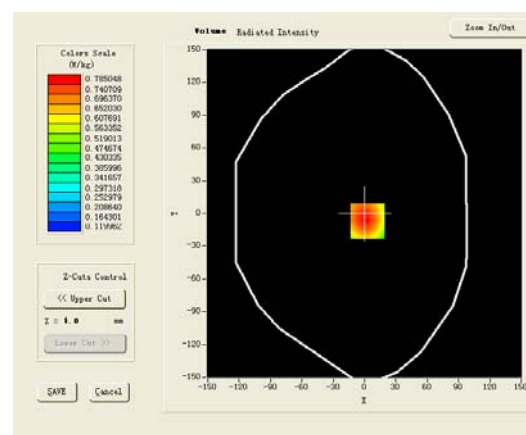 Volume Radiated Intensity
Zoom In/Out
Colors Scale
(W/kg)
0.785048
0.740709
0.696370
0.652030
0.607691
0.563352
0.519013
0.474674
0.430335
0.385996
0.341657
0.297318
0.252979
0.208640
0.164301
0.119962
Z-Cuts Control
<< Upper Cut
Z = 4.0 mm
Lower Cut >>
SAVE Cancel
150
120
90
60
30
0
-30
-60
-90
-120
-150
Y
-150 -120 -90 -60 -30 0 30 60 90 120 150
X